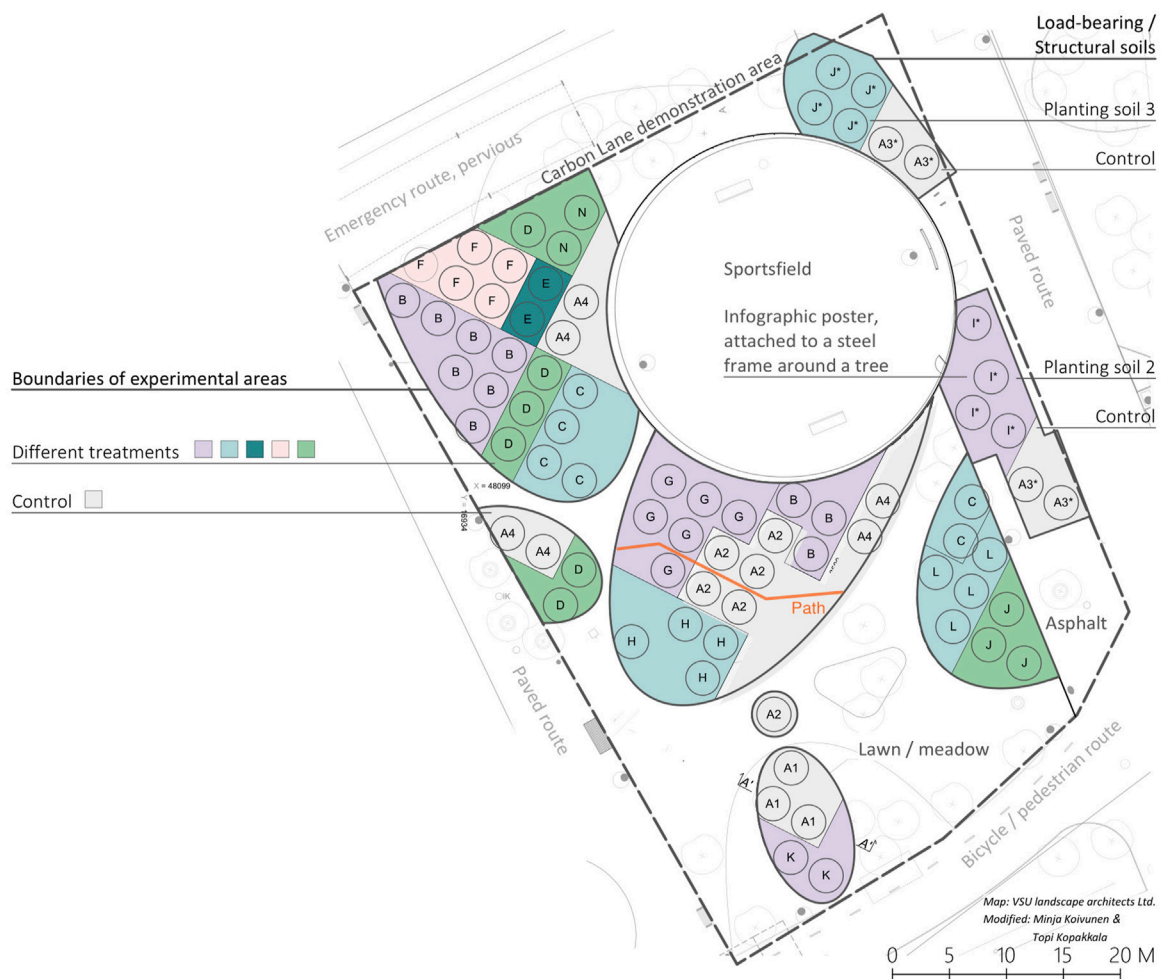 Load-bearing /
Structural soils
Planting soil 3
Control
Carbon Lane demonstration area
Emergency route, pervious
Paved route
J*
J*
J*
J*
A3*
A3*
A
N
D
N
F
F
F
F
F
E
E
A4
A4
B
B
B
B
B
B
B
D
D
D
C
C
C
C
Sportsfield
Infographic poster,
attached to a steel
frame around a tree
I*
I*
I*
I*
Planting soil 2
Control
A3*
A3*
Boundaries of experimental areas
Different treatments
Control
X = 48099
Y = 16934
A4
A4
D
D
IK
G
G
G
G
G
G
B
B
B
A4
A4
A2
A2
A2
A2
A2
Path
H
H
H
H
C
C
L
L
L
L
J
J
J
Asphalt
Paved route
A2
Lawn / meadow
A1
A1
A1
K
K
A'
A'
Bicycle / pedestrian route
Map: VSU landscape architects Ltd.
Modified: Minja Koivunen &
Topi Kopakkala
0 5 10 15 20 M